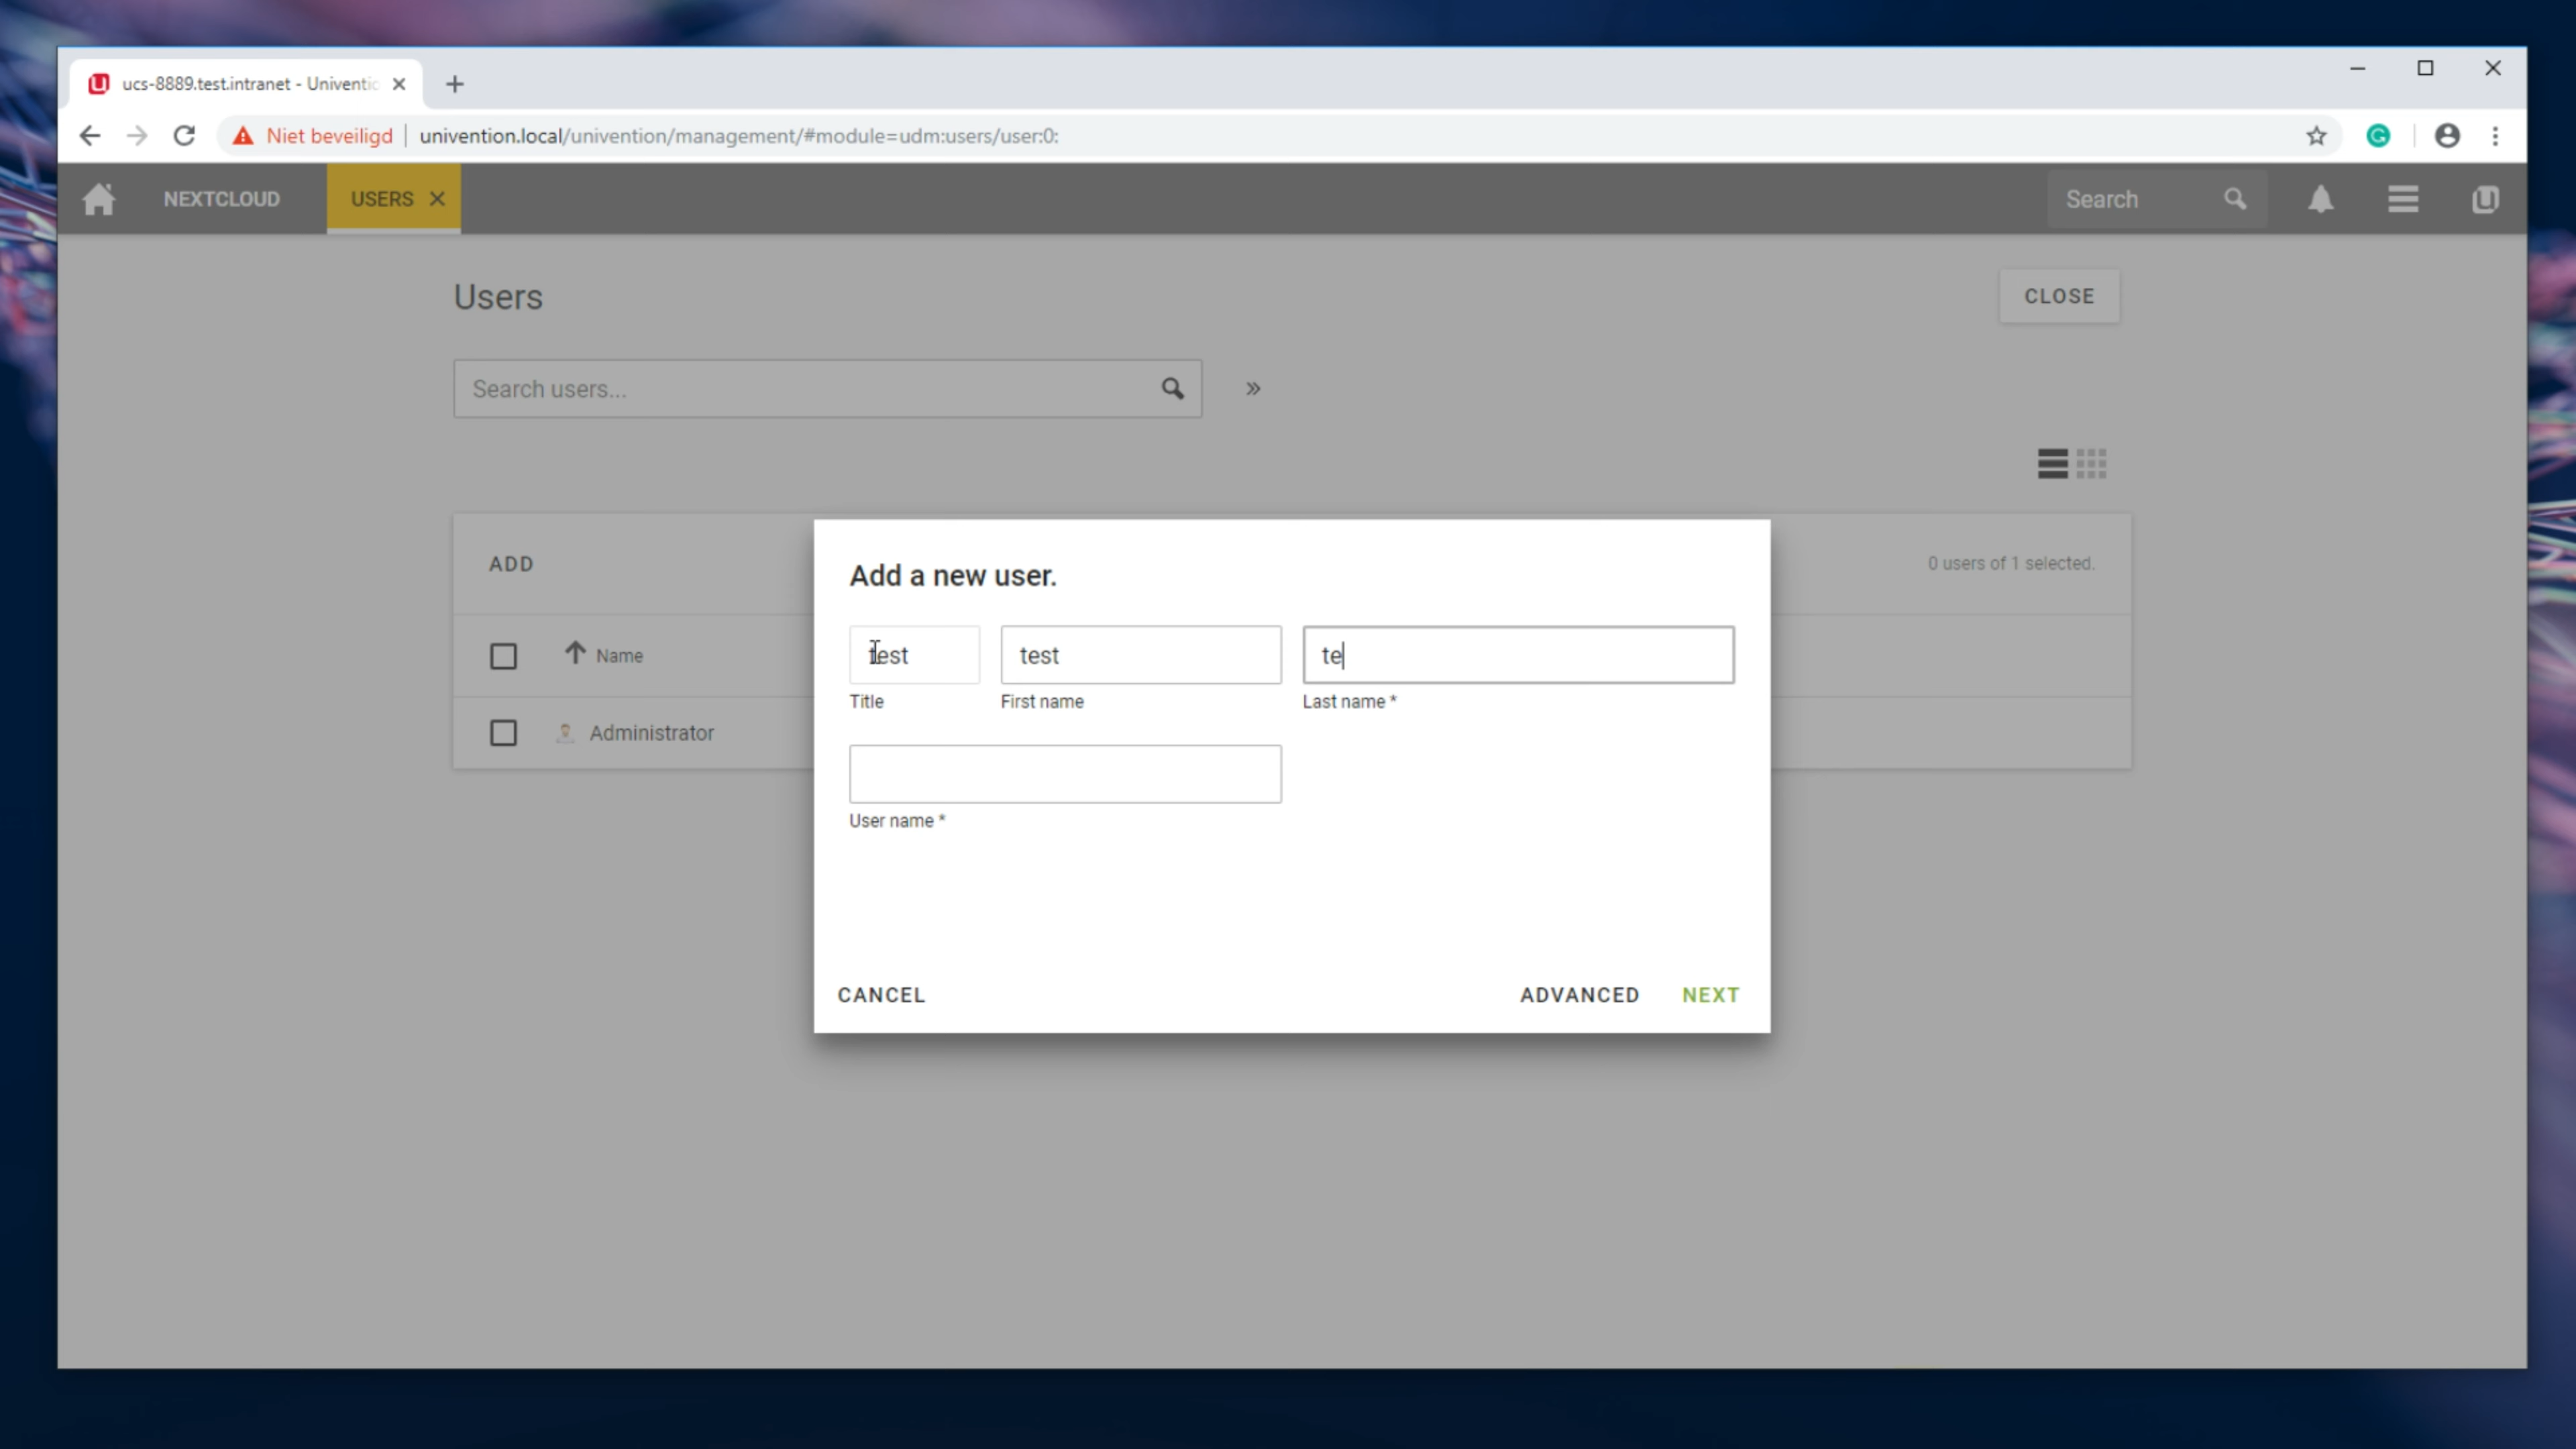 ucs-8889.test.intranet - Univentic
Niet beveiligd univention.local/univention/management/#module=udm:users/user:0:
NEXTCLOUD USERS Search
Users CLOSE
Search users...
ADD 0 users of 1 selected.
Name
Administrator
Add a new user.
test test te
Title First name Last name *
User name *
CANCEL ADVANCED NEXT